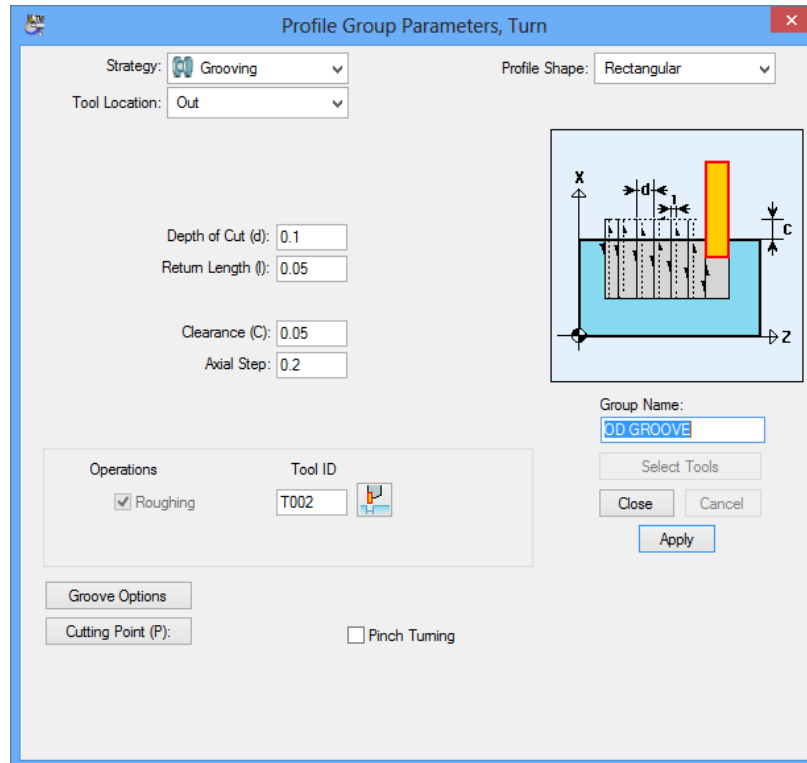 Profile Group Parameters, Turn
Strategy: Grooving
Profile Shape: Rectangular
Tool Location: Out
X
d
l
C
Z
Depth of Cut (d): 0.1
Return Length (l): 0.05
Clearance (C): 0.05
Axial Step: 0.2
Group Name:
OD GROOVE
Select Tools
Operations Tool ID
Roughing T002
Close Cancel
Apply
Groove Options
Cutting Point (P):
Pinch Turning